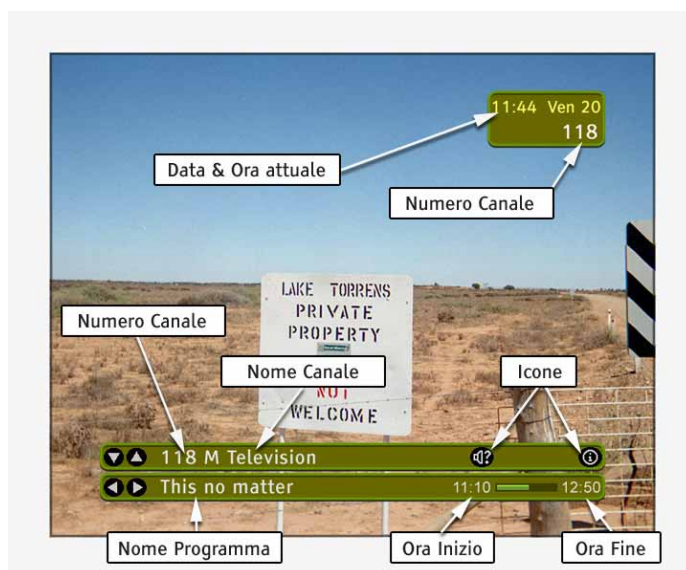 11:44 Ven 20
118
Data & Ora attuale
Numero Canale
LAKE TORRENS
PRIVATE
PROPERTY
Numero Canale
Nome Canale
Icone
NOT
WELCOME
118 M Television
This no matter
11:10
12:50
Nome Programma
Ora Inizio
Ora Fine